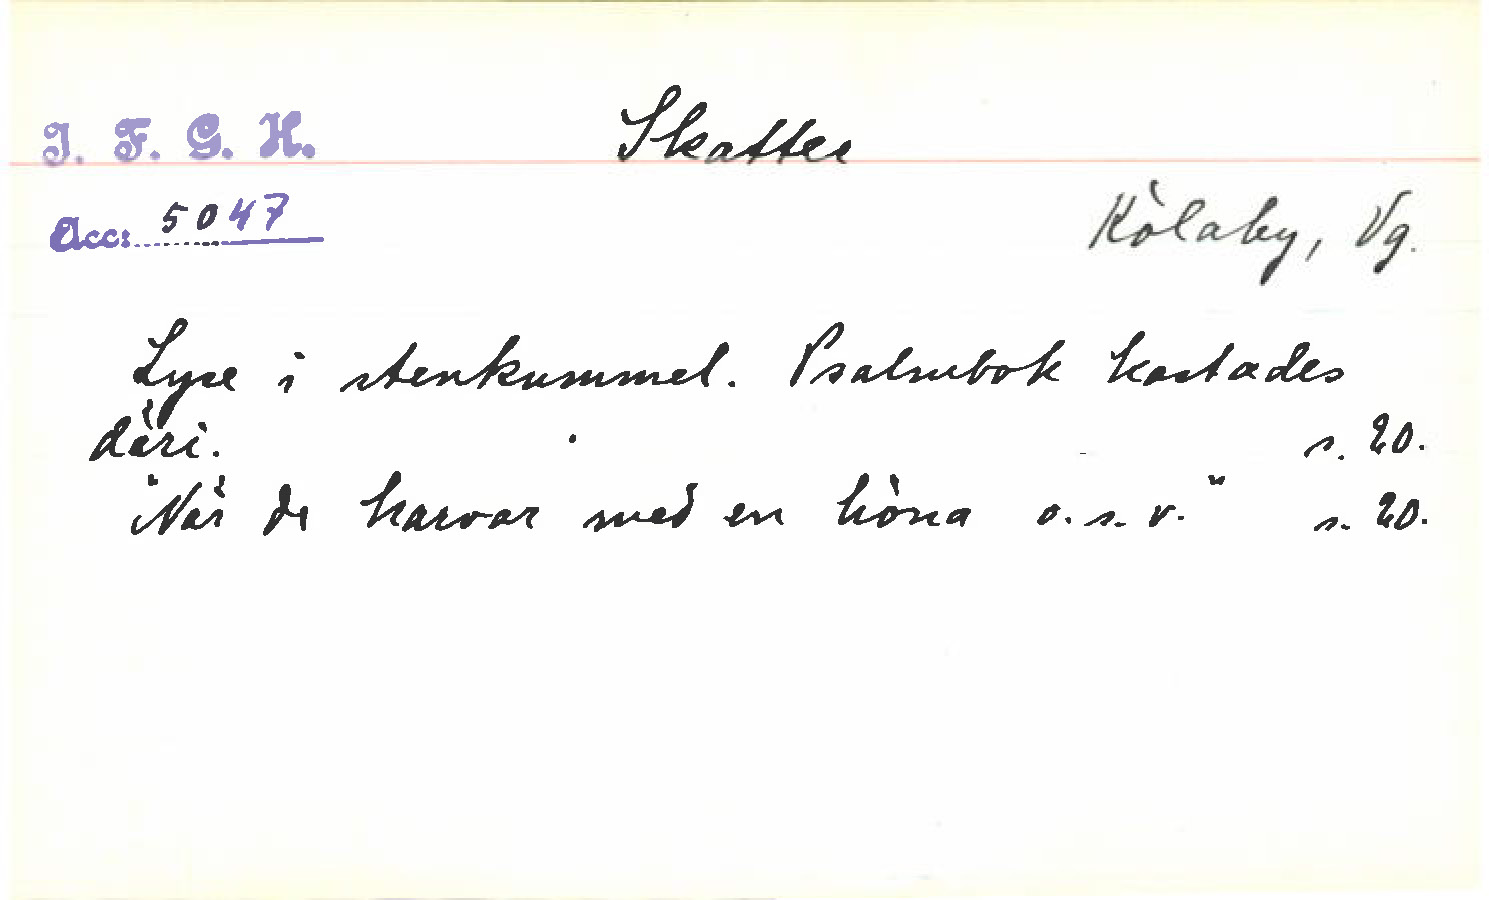 I. F. G. H.
Skatter
Acc: 5047
Kölaby, Vg.
Lyse i stenkummel. Psalmbok kastades
däri. s. 20.
"När de harvar med en höna o.s.v." s. 20.